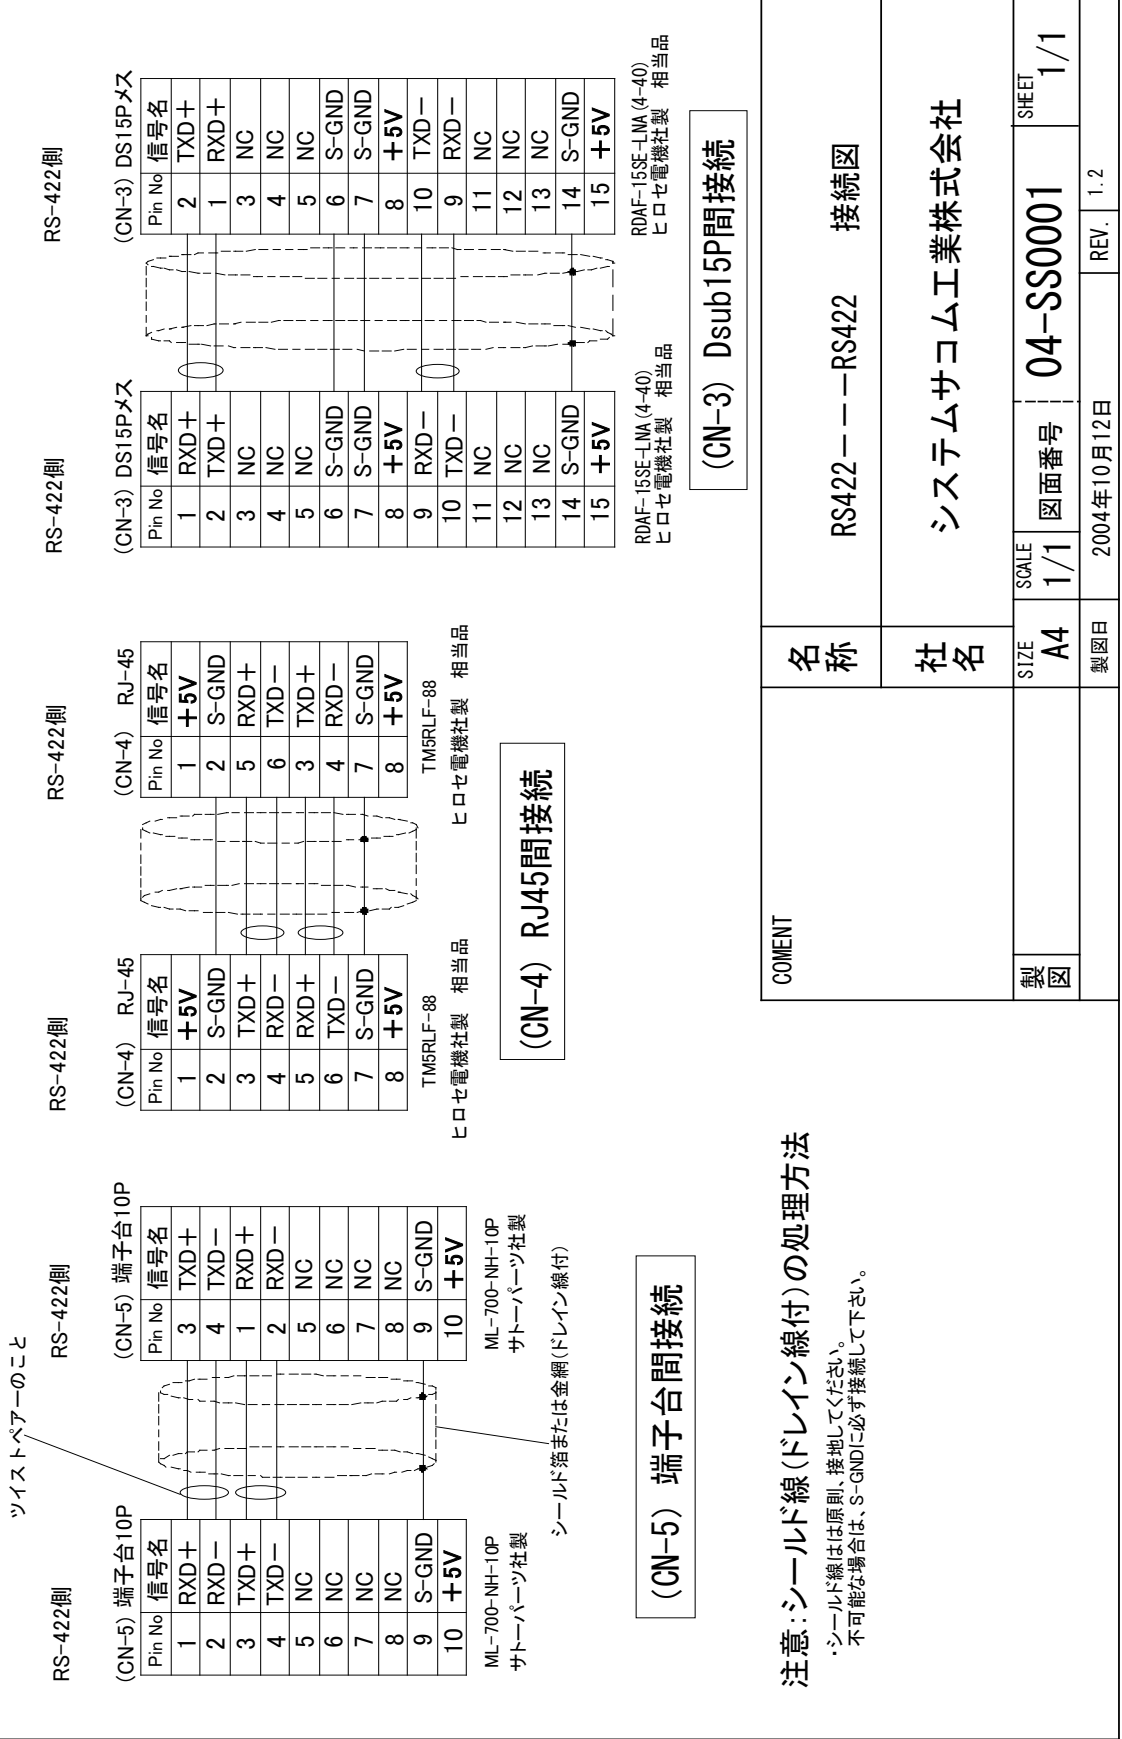 ツイストペアーのこと
RS-422側
RS-422側
(CN-5) 端子台10P
(CN-5) 端子台10P
Pin No 信号名
1 RXD+
2 RXD-
3 TXD+
4 TXD-
5 NC
6 NC
7 NC
8 NC
9 S-GND
10 +5V
Pin No 信号名
3 TXD+
4 TXD-
1 RXD+
2 RXD-
5 NC
6 NC
7 NC
8 NC
9 S-GND
10 +5V
ML-700-NH-10P
サトーパーツ社製
ML-700-NH-10P
サトーパーツ社製
シールド箔または金網(ドレイン線付)
(CN-5) 端子台間接続
RS-422側
RS-422側
(CN-4) RJ-45
(CN-4) RJ-45
Pin No 信号名
1 +5V
2 S-GND
3 TXD+
4 RXD-
5 RXD+
6 TXD-
7 S-GND
8 +5V
Pin No 信号名
1 +5V
2 S-GND
5 RXD+
6 TXD-
3 TXD+
4 RXD-
7 S-GND
8 +5V
TM5RLF-88
ヒロセ電機社製 相当品
TM5RLF-88
ヒロセ電機社製 相当品
(CN-4) RJ45間接続
RS-422側
RS-422側
(CN-3) DS15Pメス
(CN-3) DS15Pメス
Pin No 信号名
1 RXD+
2 TXD+
3 NC
4 NC
5 NC
6 S-GND
7 S-GND
8 +5V
9 RXD-
10 TXD-
11 NC
12 NC
13 NC
14 S-GND
15 +5V
Pin No 信号名
2 TXD+
1 RXD+
3 NC
4 NC
5 NC
6 S-GND
7 S-GND
8 +5V
10 TXD-
9 RXD-
11 NC
12 NC
13 NC
14 S-GND
15 +5V
RDAF-15SE-LNA(4-40)
ヒロセ電機社製 相当品
RDAF-15SE-LNA(4-40)
ヒロセ電機社製 相当品
(CN-3) Dsub15P間接続
注意:シールド線(ドレイン線付)の処理方法
・シールド線はは原則、接地してください。
不可能な場合は、S-GNDに必ず接続して下さい。
COMENT
製図
名称
RS422---RS422 接続図
社名
システムサコム工業株式会社
SIZE
A4
SCALE
1/1
図面番号
04-SS0001
SHEET
1/1
製図日
2004年10月12日
REV.
1.2